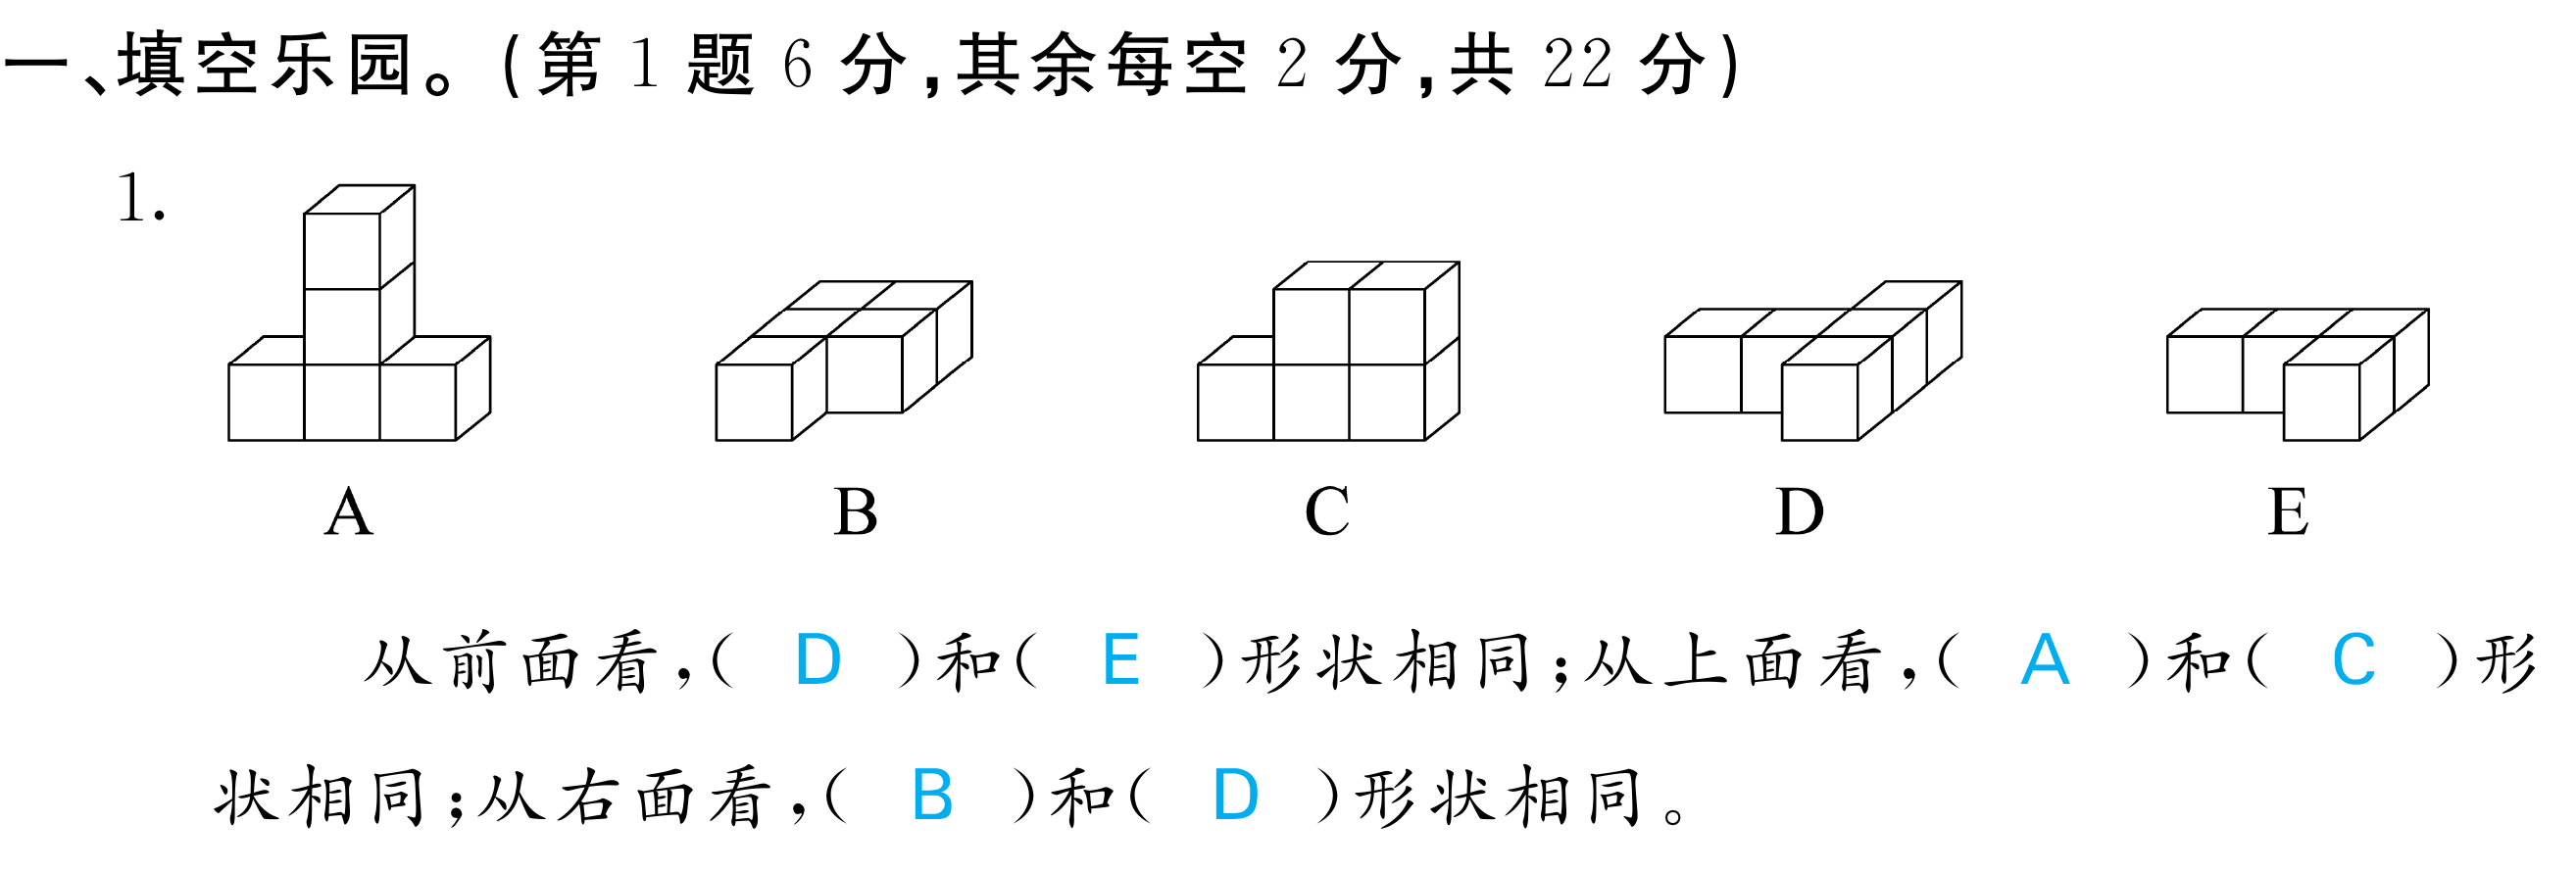 一、填空乐园。(第 1 题 6 分,其余每空 2 分,共 22 分)
1.
A B C D E
从前面看,( D )和( E )形状相同;从上面看,( A )和( C )形
状相同;从右面看,( B )和( D )形状相同。